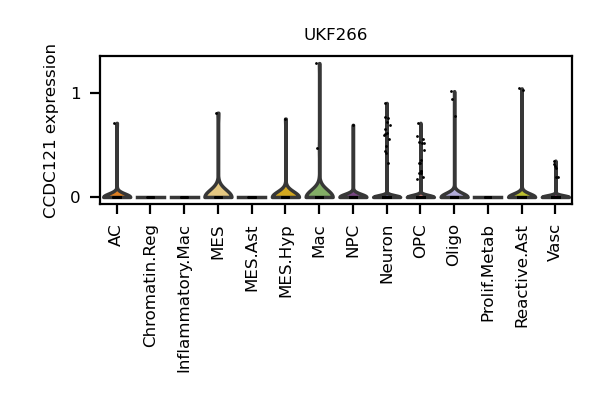 UKF266
CCDC121 expression
1
0
AC
Chromatin.Reg
Inflammatory.Mac
MES
MES.Ast
MES.Hyp
Mac
NPC
Neuron
OPC
Oligo
Prolif.Metab
Reactive.Ast
Vasc